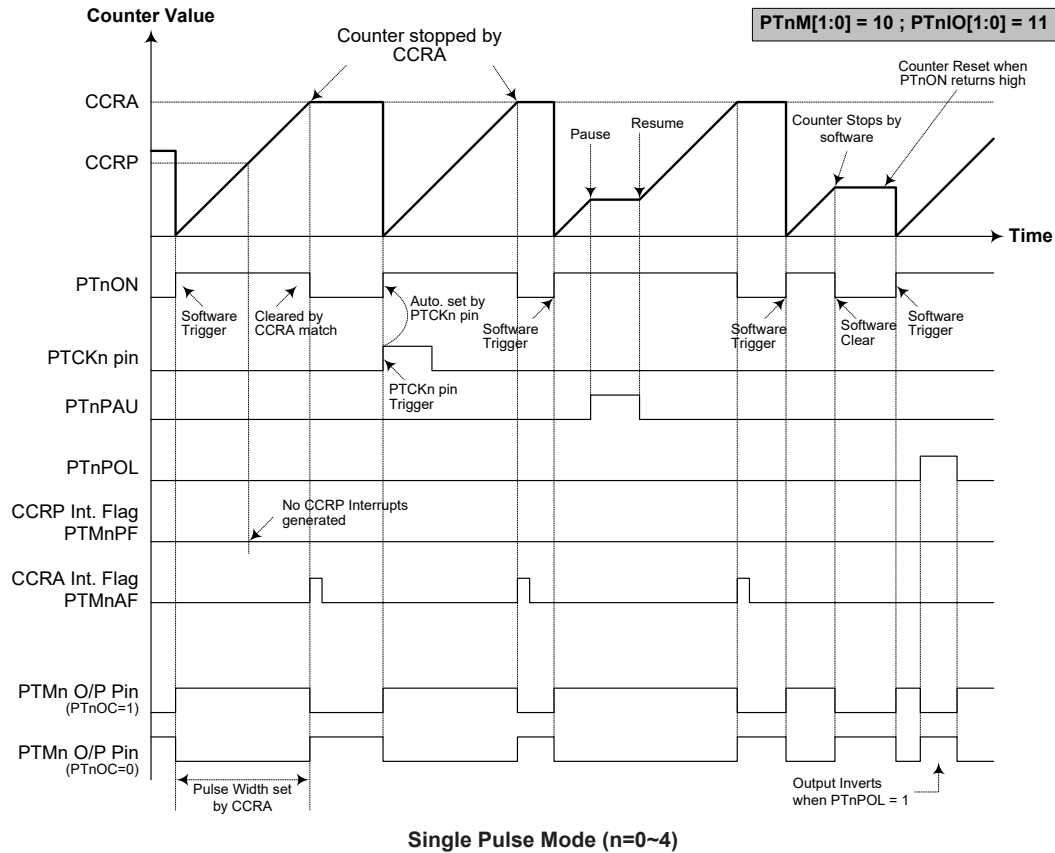 Counter Value
PTnM[1:0] = 10 ; PTnIO[1:0] = 11
Counter stopped by
CCRA
Counter Reset when
PTnON returns high
CCRA
Pause
Resume
Counter Stops by
software
CCRP
Time
PTnON
Software
Trigger
Cleared by
CCRA match
Auto. set by
PTCKn pin
Software
Trigger
Software
Trigger
Software
Clear
Software
Trigger
PTCKn pin
PTCKn pin
Trigger
PTnPAU
PTnPOL
CCRP Int. Flag
PTMnPF
No CCRP Interrupts
generated
CCRA Int. Flag
PTMnAF
PTMn O/P Pin
(PTnOC=1)
PTMn O/P Pin
(PTnOC=0)
Pulse Width set
by CCRA
Output Inverts
when PTnPOL = 1
Single Pulse Mode (n=0~4)